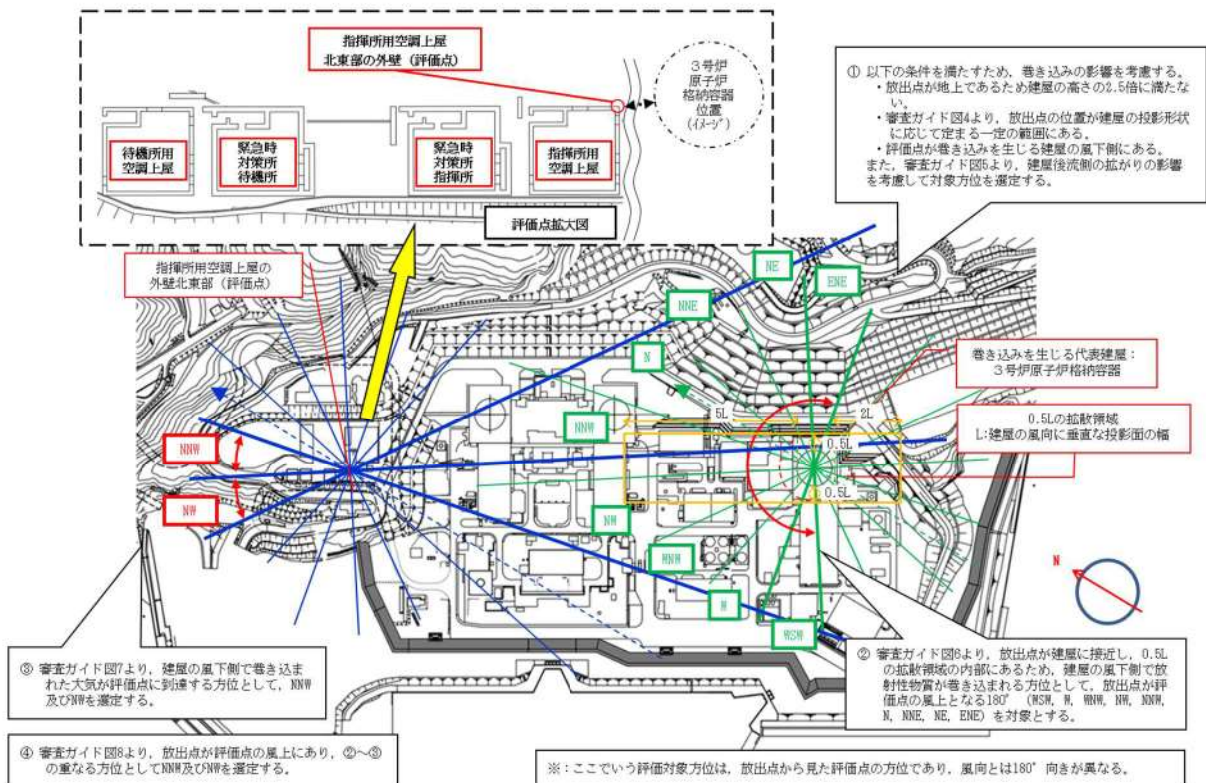 指揮所用空調上屋
北東部の外壁（評価点）
3号炉
原子炉
格納容器
位置
(イメージ)
待機所用
空調上屋
緊急時
対策所
待機所
緊急時
対策所
指揮所
指揮所用
空調上屋
評価点拡大図
① 以下の条件を満たすため，巻き込みの影響を考慮する。
・放出点が地上であるため建屋の高さの2.5倍に満たな
い。
・審査ガイド図4より，放出点の位置が建屋の投影形状
に応じて定まる一定の範囲にある。
・評価点が巻き込みを生じる建屋の風下側にある。
また，審査ガイド図5より，建屋後流側の拡がりの影響
を考慮して対象方位を選定する。
指揮所用空調上屋の
外壁北東部（評価点）
NE
ENE
NNE
N
巻き込みを生じる代表建屋：
3号炉原子炉格納容器
5L
2L
NNW
0.5Lの拡散領域
L:建屋の風向に垂直な投影面の幅
0.5L
NNW
0.5L
NW
NW
WNW
W
WSW
N
③ 審査ガイド図7より，建屋の風下側で巻き込ま
れた大気が評価点に到達する方位として，NNW
及びNWを選定する。
② 審査ガイド図6より，放出点が建屋に接近し，0.5L
の拡散領域の内部にあるため，建屋の風下側で放
射性物質が巻き込まれる方位として，放出点が評
価点の風上となる180°（WSW，W，WNW，NW，NNW，
N，NNE，NE，ENE）を対象とする。
④ 審査ガイド図8より，放出点が評価点の風上にあり，②～③
の重なる方位としてNNW及びNWを選定する。
※：ここでいう評価対象方位は，放出点から見た評価点の方位であり，風向とは180°向きが異なる。